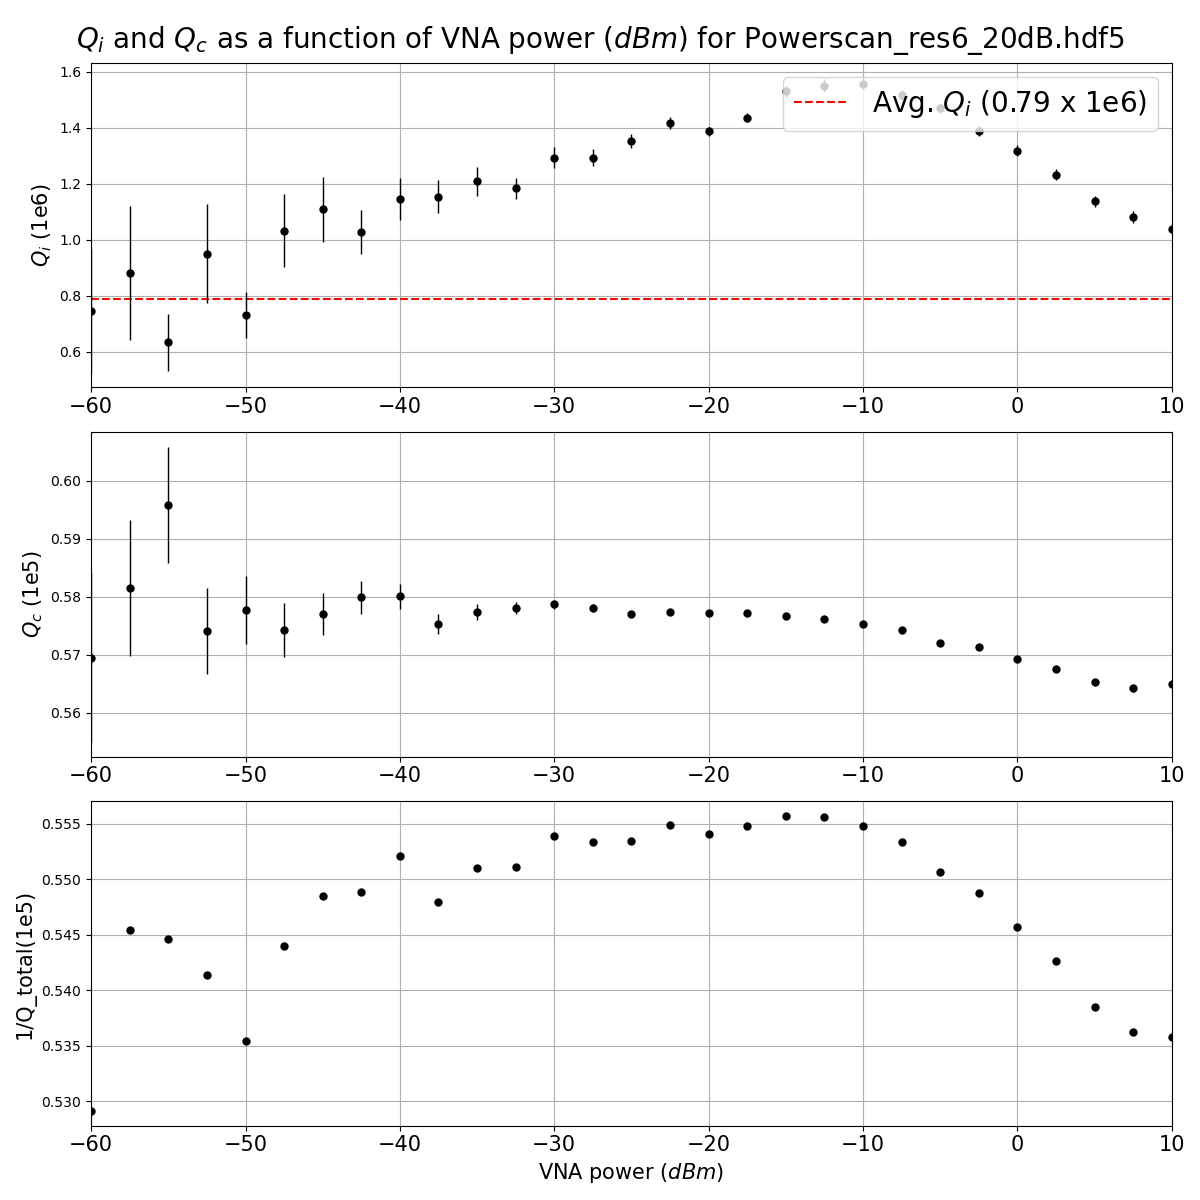 Q_i and Q_c as a function of VNA power (dBm) for Powerscan_res6_20dB.hdf5
Q_i (1e6)
1.6
1.4
1.2
1.0
0.8
0.6
Avg. Q_i (0.79 x 1e6)
−60 −50 −40 −30 −20 −10 0 10
Q_c (1e5)
0.60
0.59
0.58
0.57
0.56
−60 −50 −40 −30 −20 −10 0 10
1/Q_total(1e5)
0.555
0.550
0.545
0.540
0.535
0.530
−60 −50 −40 −30 −20 −10 0 10
VNA power (dBm)